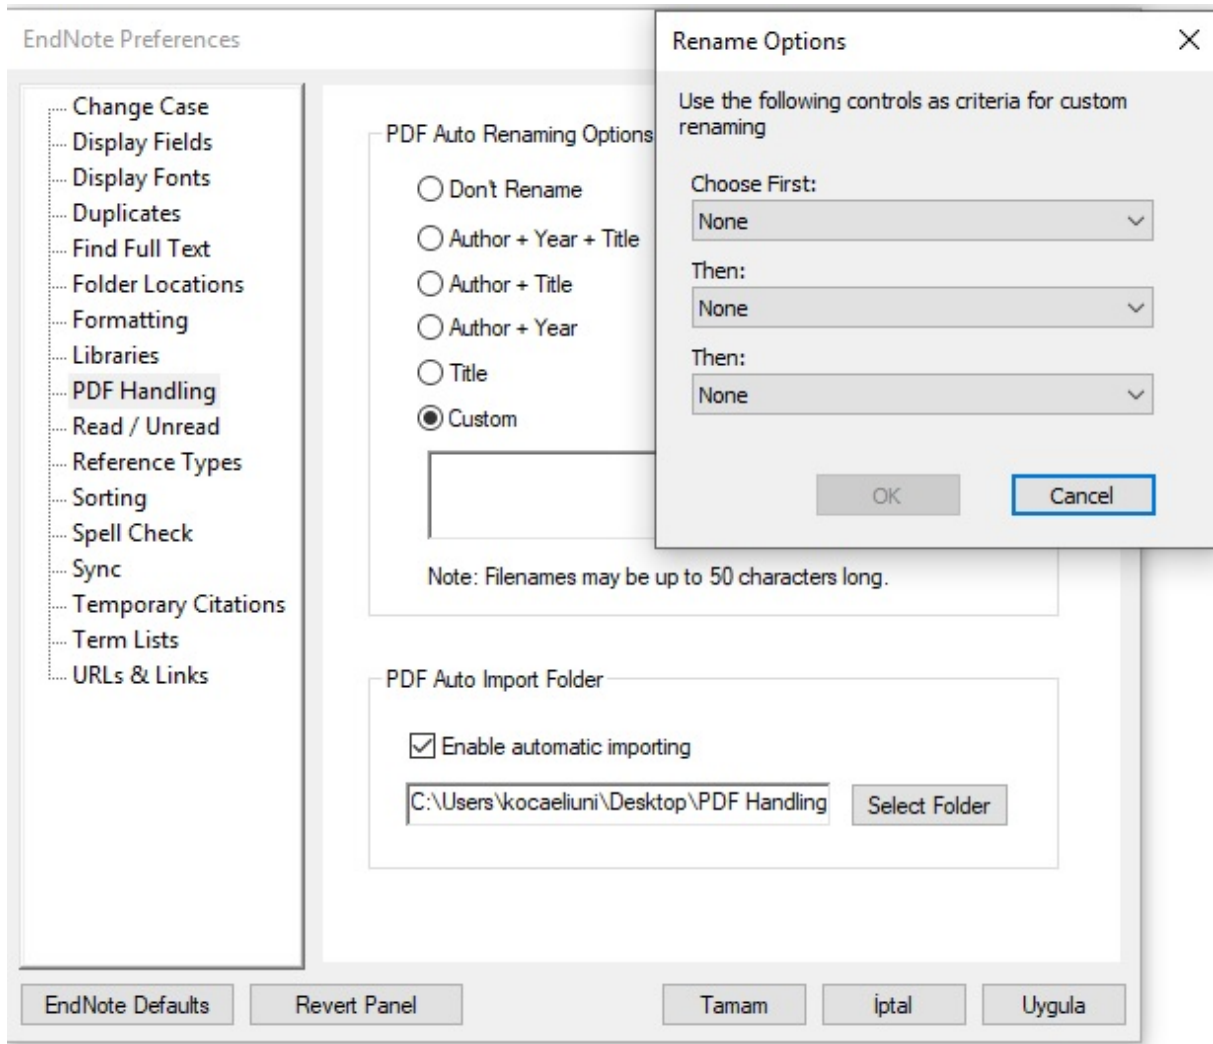 EndNote Preferences
Change Case
Display Fields
Display Fonts
Duplicates
Find Full Text
Folder Locations
Formatting
Libraries
PDF Handling
Read / Unread
Reference Types
Sorting
Spell Check
Sync
Temporary Citations
Term Lists
URLs & Links
PDF Auto Renaming Options
Don't Rename
Author + Year + Title
Author + Title
Author + Year
Title
Custom
Note: Filenames may be up to 50 characters long.
PDF Auto Import Folder
Enable automatic importing
C:\Users\kocaeliuni\Desktop\PDF Handling
Select Folder
EndNote Defaults
Revert Panel
Tamam
İptal
Uygula
Rename Options
Use the following controls as criteria for custom
renaming
Choose First:
None
Then:
None
Then:
None
OK
Cancel